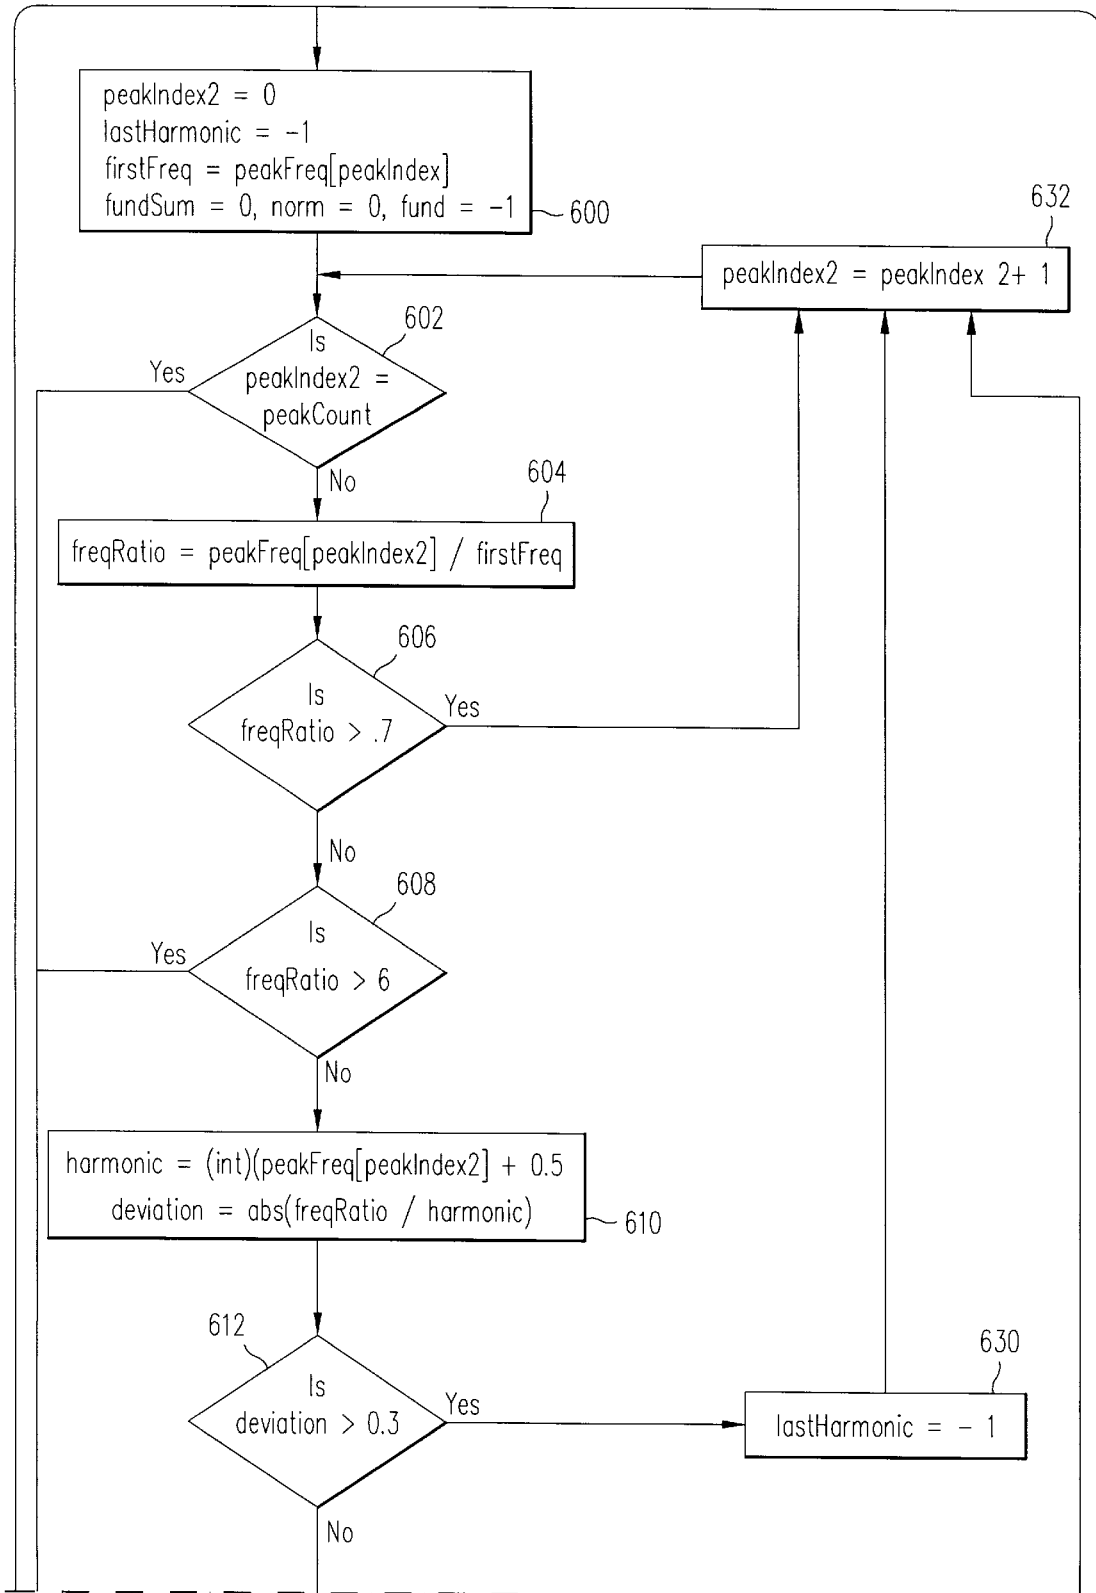 peakIndex2 = 0
lastHarmonic = -1
firstFreq = peakFreq[peakIndex]
fundSum = 0, norm = 0, fund = -1
600
632
peakIndex2 = peakIndex 2+ 1
602
Is
peakIndex2 =
peakCount
Yes
No
604
freqRatio = peakFreq[peakIndex2] / firstFreq
606
Is
freqRatio > .7
Yes
No
608
Is
freqRatio > 6
Yes
No
harmonic = (int)(peakFreq[peakIndex2] + 0.5
deviation = abs(freqRatio / harmonic)
610
612
Is
deviation > 0.3
Yes
No
630
lastHarmonic = - 1